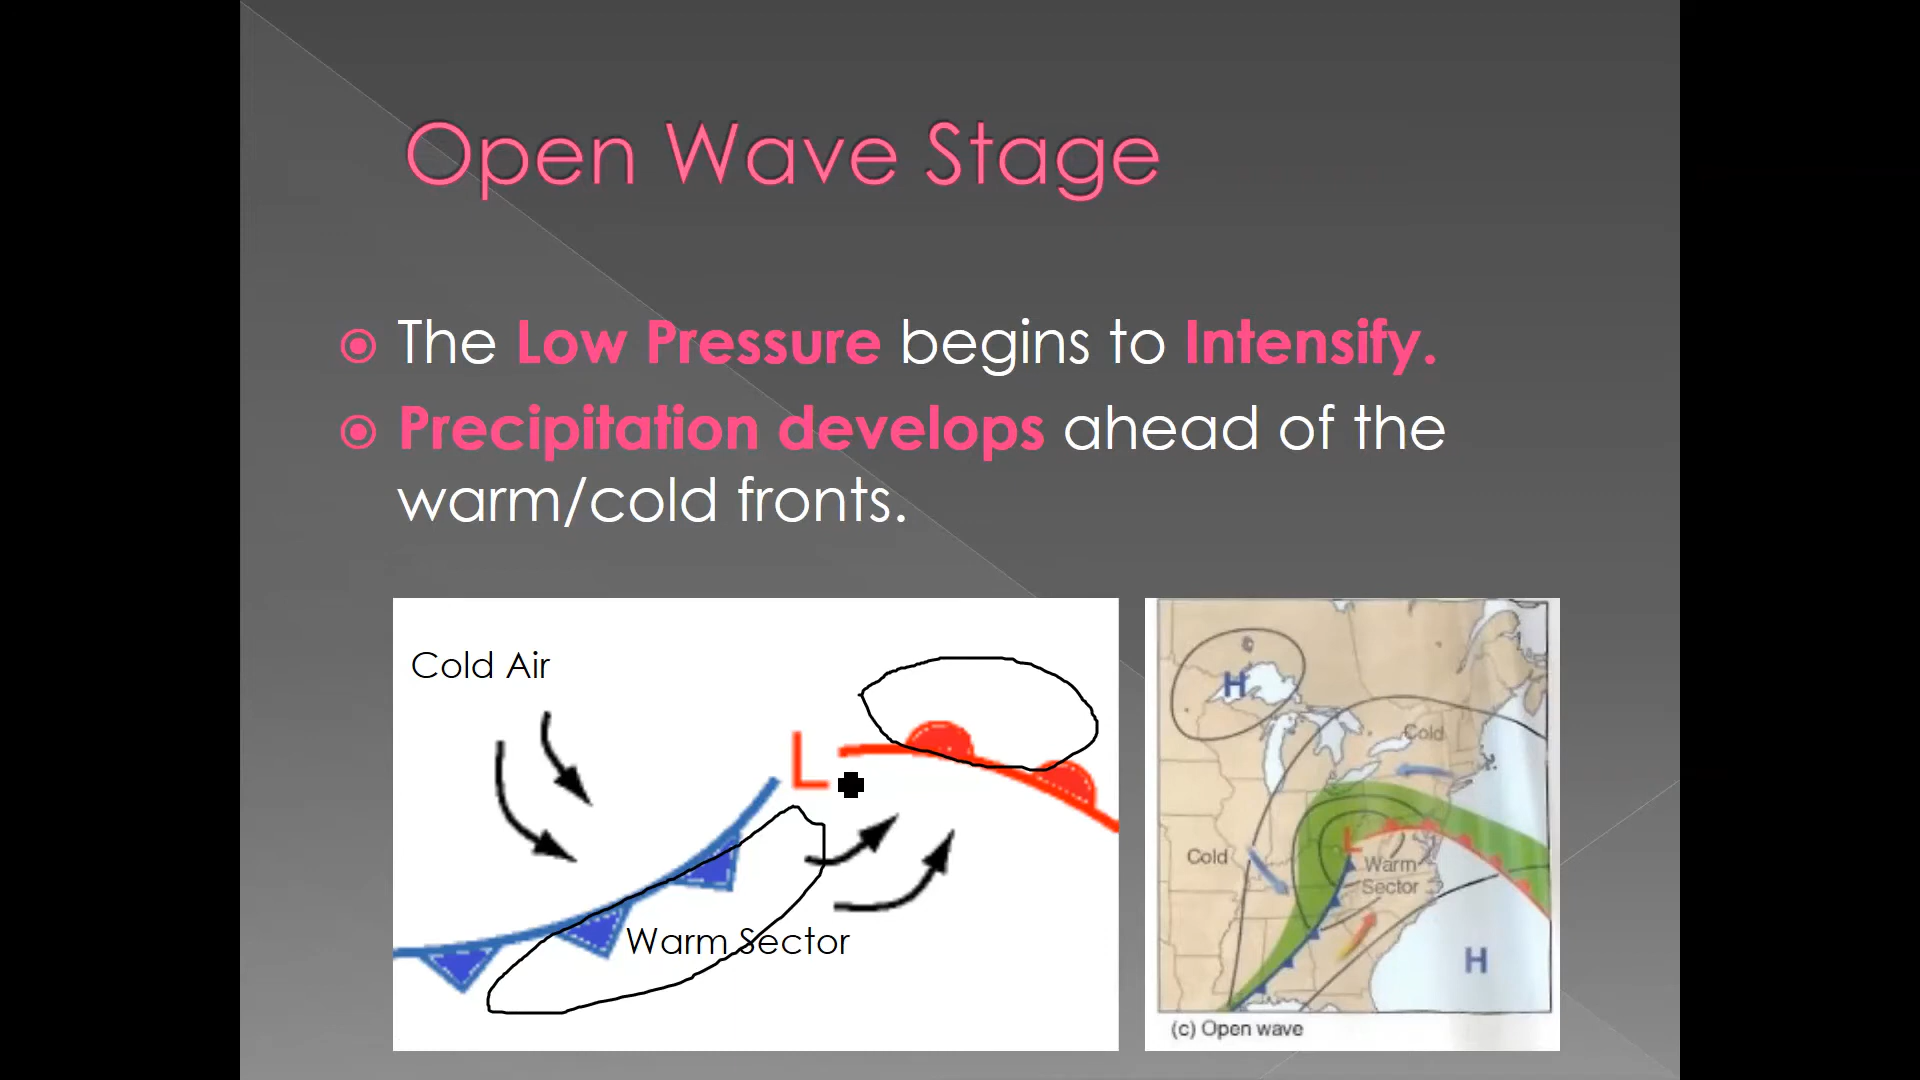 Open Wave Stage
The Low Pressure begins to Intensify.
Precipitation develops ahead of the
warm/cold fronts.
Cold Air
L
Warm Sector
H
Cold
L
Cold
Warm
Sector
H
(c) Open wave